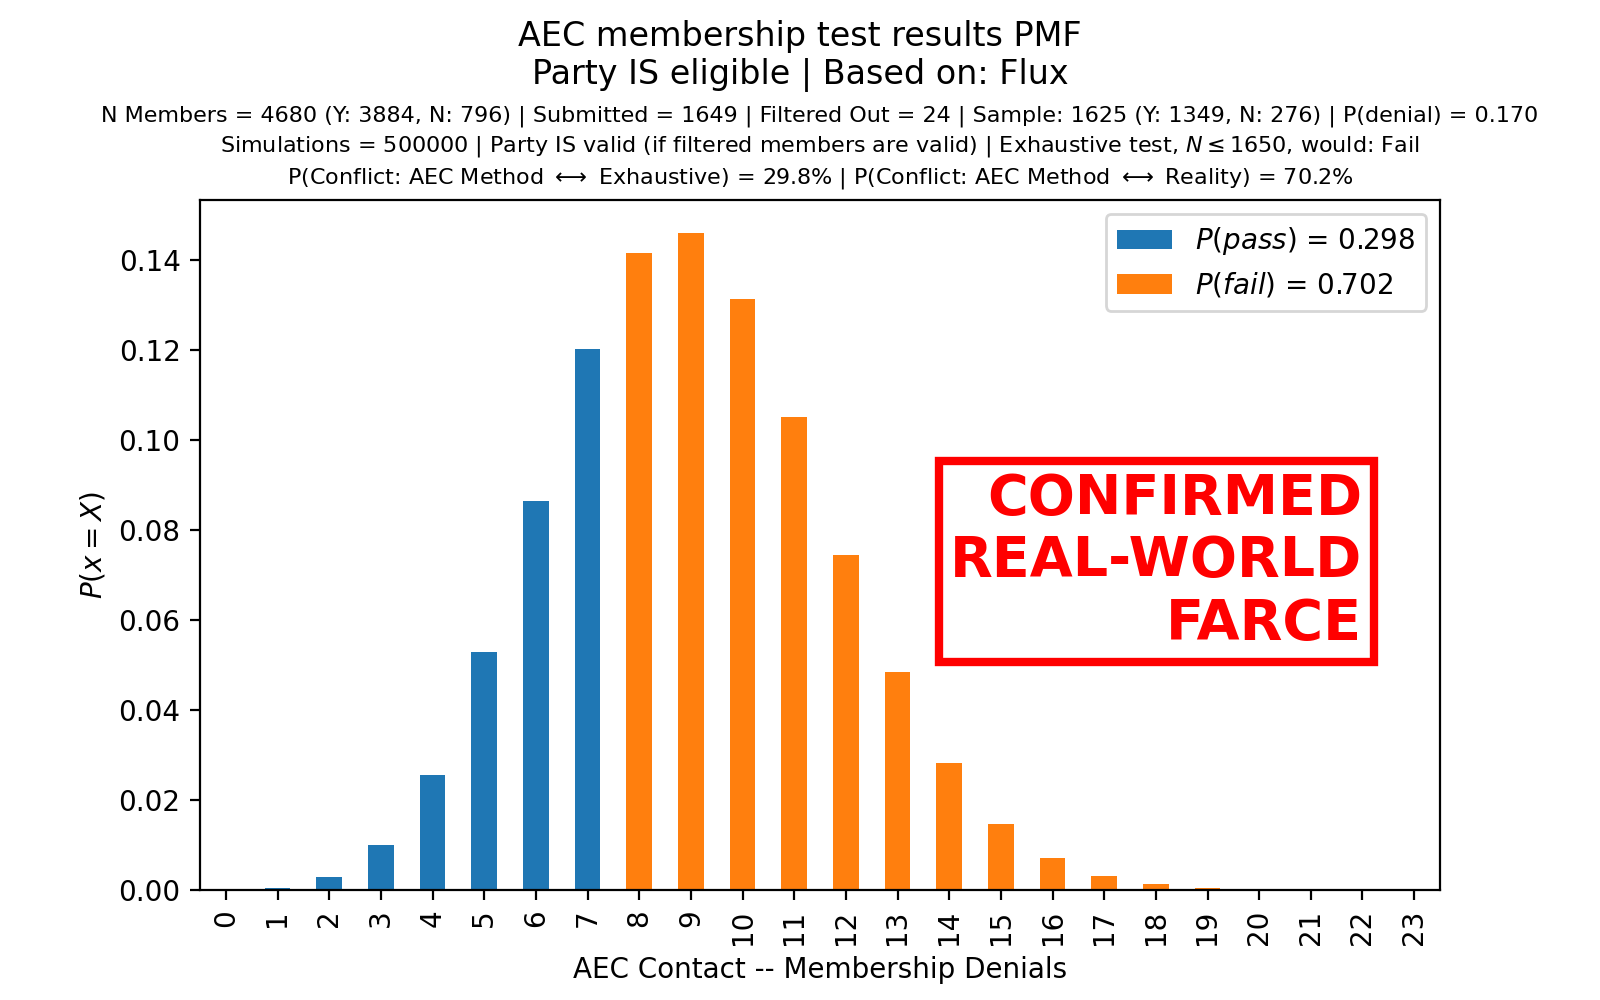 AEC membership test results PMF
Party IS eligible | Based on: Flux
N Members = 4680 (Y: 3884, N: 796) | Submitted = 1649 | Filtered Out = 24 | Sample: 1625 (Y: 1349, N: 276) | P(denial) = 0.170
Simulations = 500000 | Party IS valid (if filtered members are valid) | Exhaustive test, N ≤ 1650, would: Fail
P(Conflict: AEC Method ⟷ Exhaustive) = 29.8% | P(Conflict: AEC Method ⟷ Reality) = 70.2%
P(pass) = 0.298
P(fail) = 0.702
0.14
0.12
0.10
0.08
0.06
0.04
0.02
0.00
P(x = X)
CONFIRMED
REAL-WORLD
FARCE
0 1 2 3 4 5 6 7 8 9 10 11 12 13 14 15 16 17 18 19 20 21 22 23
AEC Contact -- Membership Denials